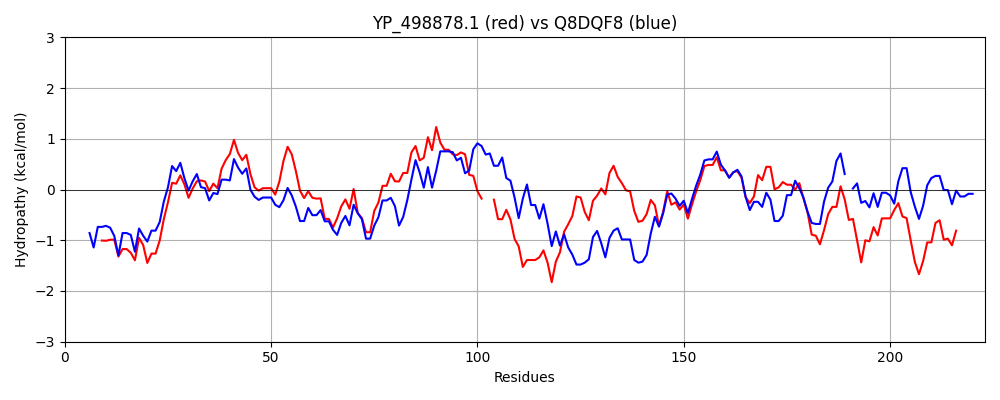 YP_498878.1 (red) vs Q8DQF8 (blue)
Hydropathy (kcal/mol)
3
2
1
0
−1
−2
−3
0 50 100 150 200
Residues